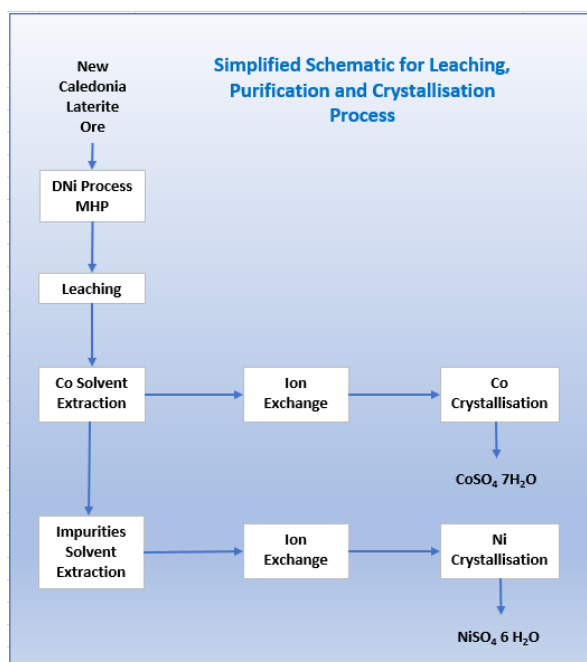 Simplified Schematic for Leaching,
Purification and Crystallisation
Process
New
Caledonia
Laterite
Ore
DNi Process
MHP
Leaching
Co Solvent
Extraction
Ion
Exchange
Co
Crystallisation
CoSO₄ 7H₂O
Impurities
Solvent
Extraction
Ion
Exchange
Ni
Crystallisation
NiSO₄ 6 H₂O